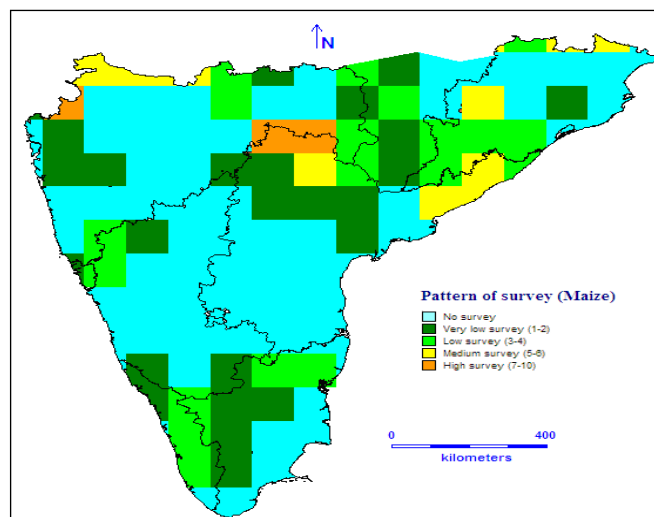 N
Pattern of survey (Maize)
No survey
Very low survey (1-2)
Low survey (3-4)
Medium survey (5-6)
High survey (7-10)
0 400
kilometers